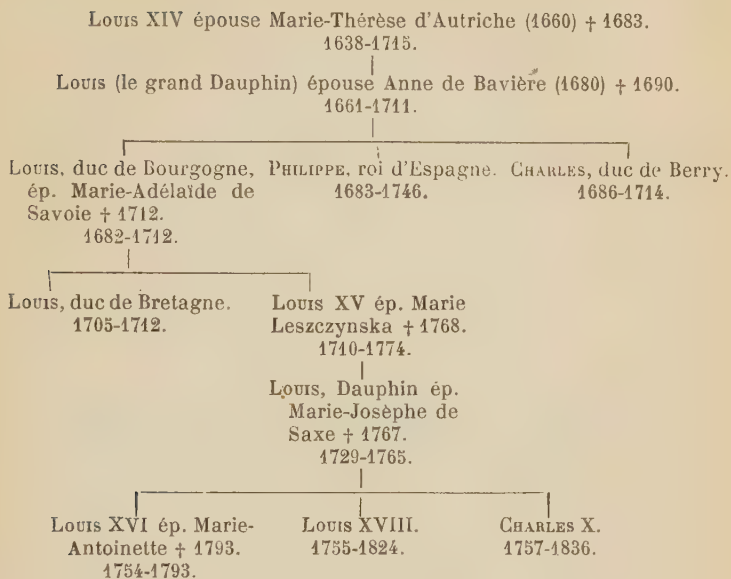 Louis XIV épouse Marie-Thérèse d'Autriche (1660) † 1683.
1638-1715.
Louis (le grand Dauphin) épouse Anne de Bavière (1680) † 1690.
1661-1711.
Louis, duc de Bourgogne,
ép. Marie-Adélaïde de
Savoie † 1712.
1682-1712.
Philippe, roi d'Espagne.
1683-1746.
Charles, duc de Berry.
1686-1714.
Louis, duc de Bretagne.
1705-1712.
Louis XV ép. Marie
Leszczynska † 1768.
1710-1774.
Louis, Dauphin ép.
Marie-Josèphe de
Saxe † 1767.
1729-1765.
Louis XVI ép. Marie-
Antoinette † 1793.
1754-1793.
Louis XVIII.
1755-1824.
Charles X.
1757-1836.